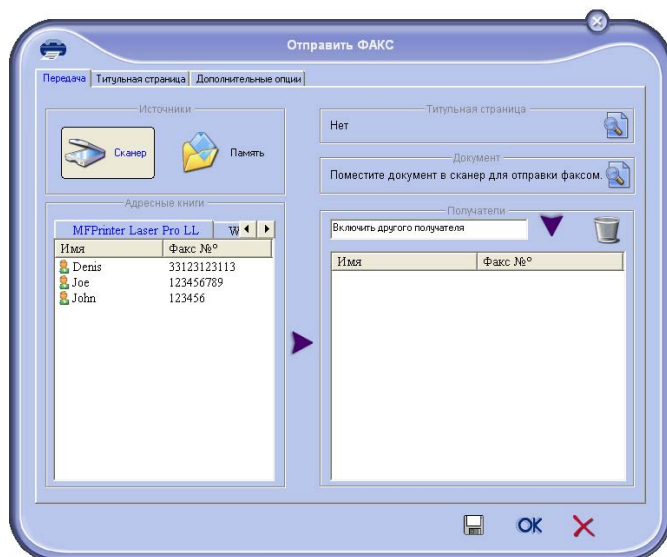 Отправить ФАКС
Передача Титульная страница Дополнительные опции
Источники
Сканер Память
Адресные книги
MFPrinter Laser Pro LL W
Имя Факс №°
Denis 33123123113
Joe 123456789
John 123456
Титульная страница
Нет
Документ
Поместите документ в сканер для отправки факсом.
Получатели
Включить другого получателя
Имя Факс №°
OK